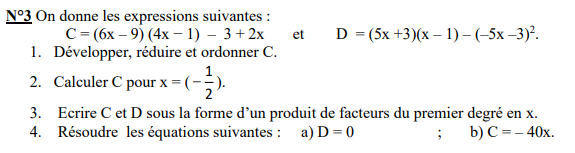 N°3 On donne les expressions suivantes :
C = (6x – 9) (4x – 1) – 3 + 2x et D = (5x +3)(x – 1) – (–5x –3)².
1. Développer, réduire et ordonner C.
2. Calculer C pour x = (– 1/2).
3. Ecrire C et D sous la forme d'un produit de facteurs du premier degré en x.
4. Résoudre les équations suivantes : a) D = 0 ; b) C = – 40x.